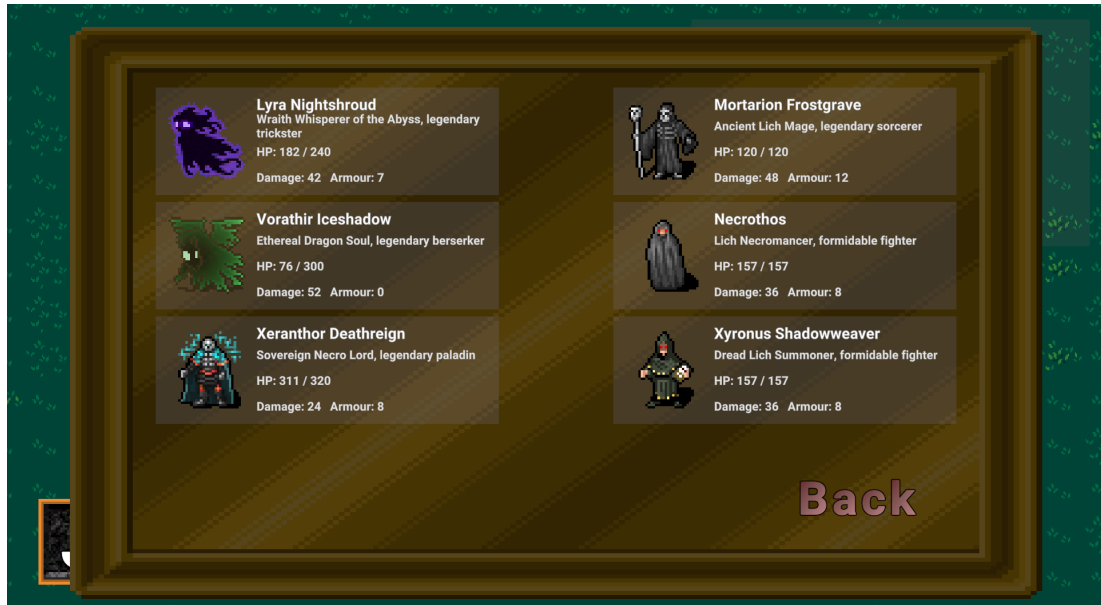 Lyra Nightshroud
Wraith Whisperer of the Abyss, legendary
trickster
HP: 182 / 240
Damage: 42 Armour: 7
Vorathir Iceshadow
Ethereal Dragon Soul, legendary berserker
HP: 76 / 300
Damage: 52 Armour: 0
Xeranthor Deathreign
Sovereign Necro Lord, legendary paladin
HP: 311 / 320
Damage: 24 Armour: 8
Mortarion Frostgrave
Ancient Lich Mage, legendary sorcerer
HP: 120 / 120
Damage: 48 Armour: 12
Necrothos
Lich Necromancer, formidable fighter
HP: 157 / 157
Damage: 36 Armour: 8
Xyronus Shadowweaver
Dread Lich Summoner, formidable fighter
HP: 157 / 157
Damage: 36 Armour: 8
Back